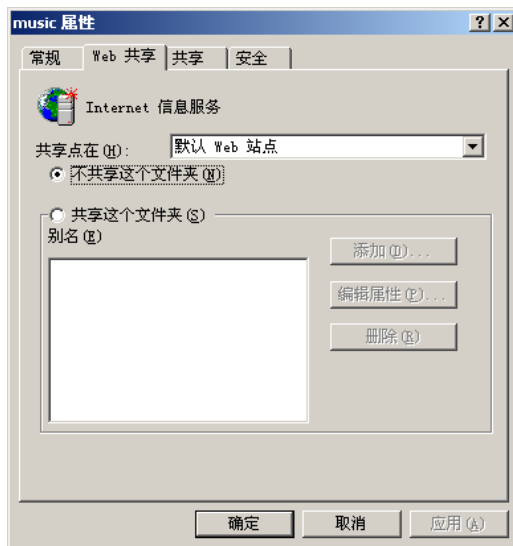 music 属性
常规 Web 共享 共享 安全
Internet 信息服务
共享点在(H): 默认 Web 站点
不共享这个文件夹(N)
共享这个文件夹(S)
别名(E)
添加(D)...
编辑属性(P)...
删除(R)
确定 取消 应用(A)